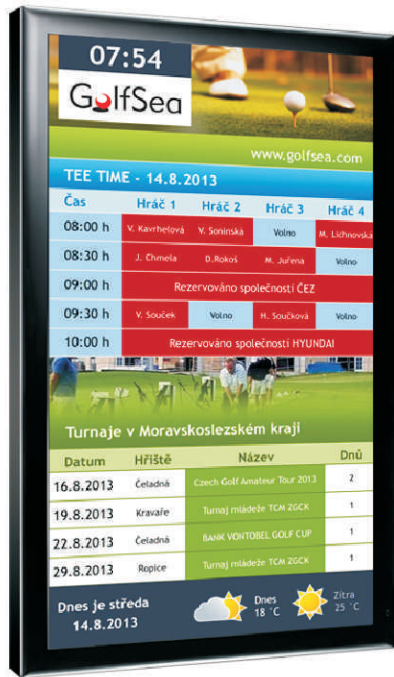 07:54
GolfSea
www.golfsea.com
TEE TIME - 14.8.2013
Čas Hráč 1 Hráč 2 Hráč 3 Hráč 4
08:00 h V. Kavrhelová V. Soninská Volno M. Lichnovská
08:30 h J. Chmela D.Rokoš M. Juřena Volno
09:00 h Rezervováno společností ČEZ
09:30 h V. Souček Volno H. Součková Volno
10:00 h Rezervováno společností HYUNDAI
Turnaje v Moravskoslezském kraji
Datum Hřiště Název Dnů
16.8.2013 Čeladná Czech Golf Amateur Tour 2013 2
19.8.2013 Kravaře Turnaj mládeže TCM ZGCK 1
22.8.2013 Čeladná BANK VONTOBEL GOLF CUP 1
29.8.2013 Ropice Turnaj mládeže TCM ZGCK 1
Dnes je středa
14.8.2013
Dnes
18 °C
Zítra
25 °C